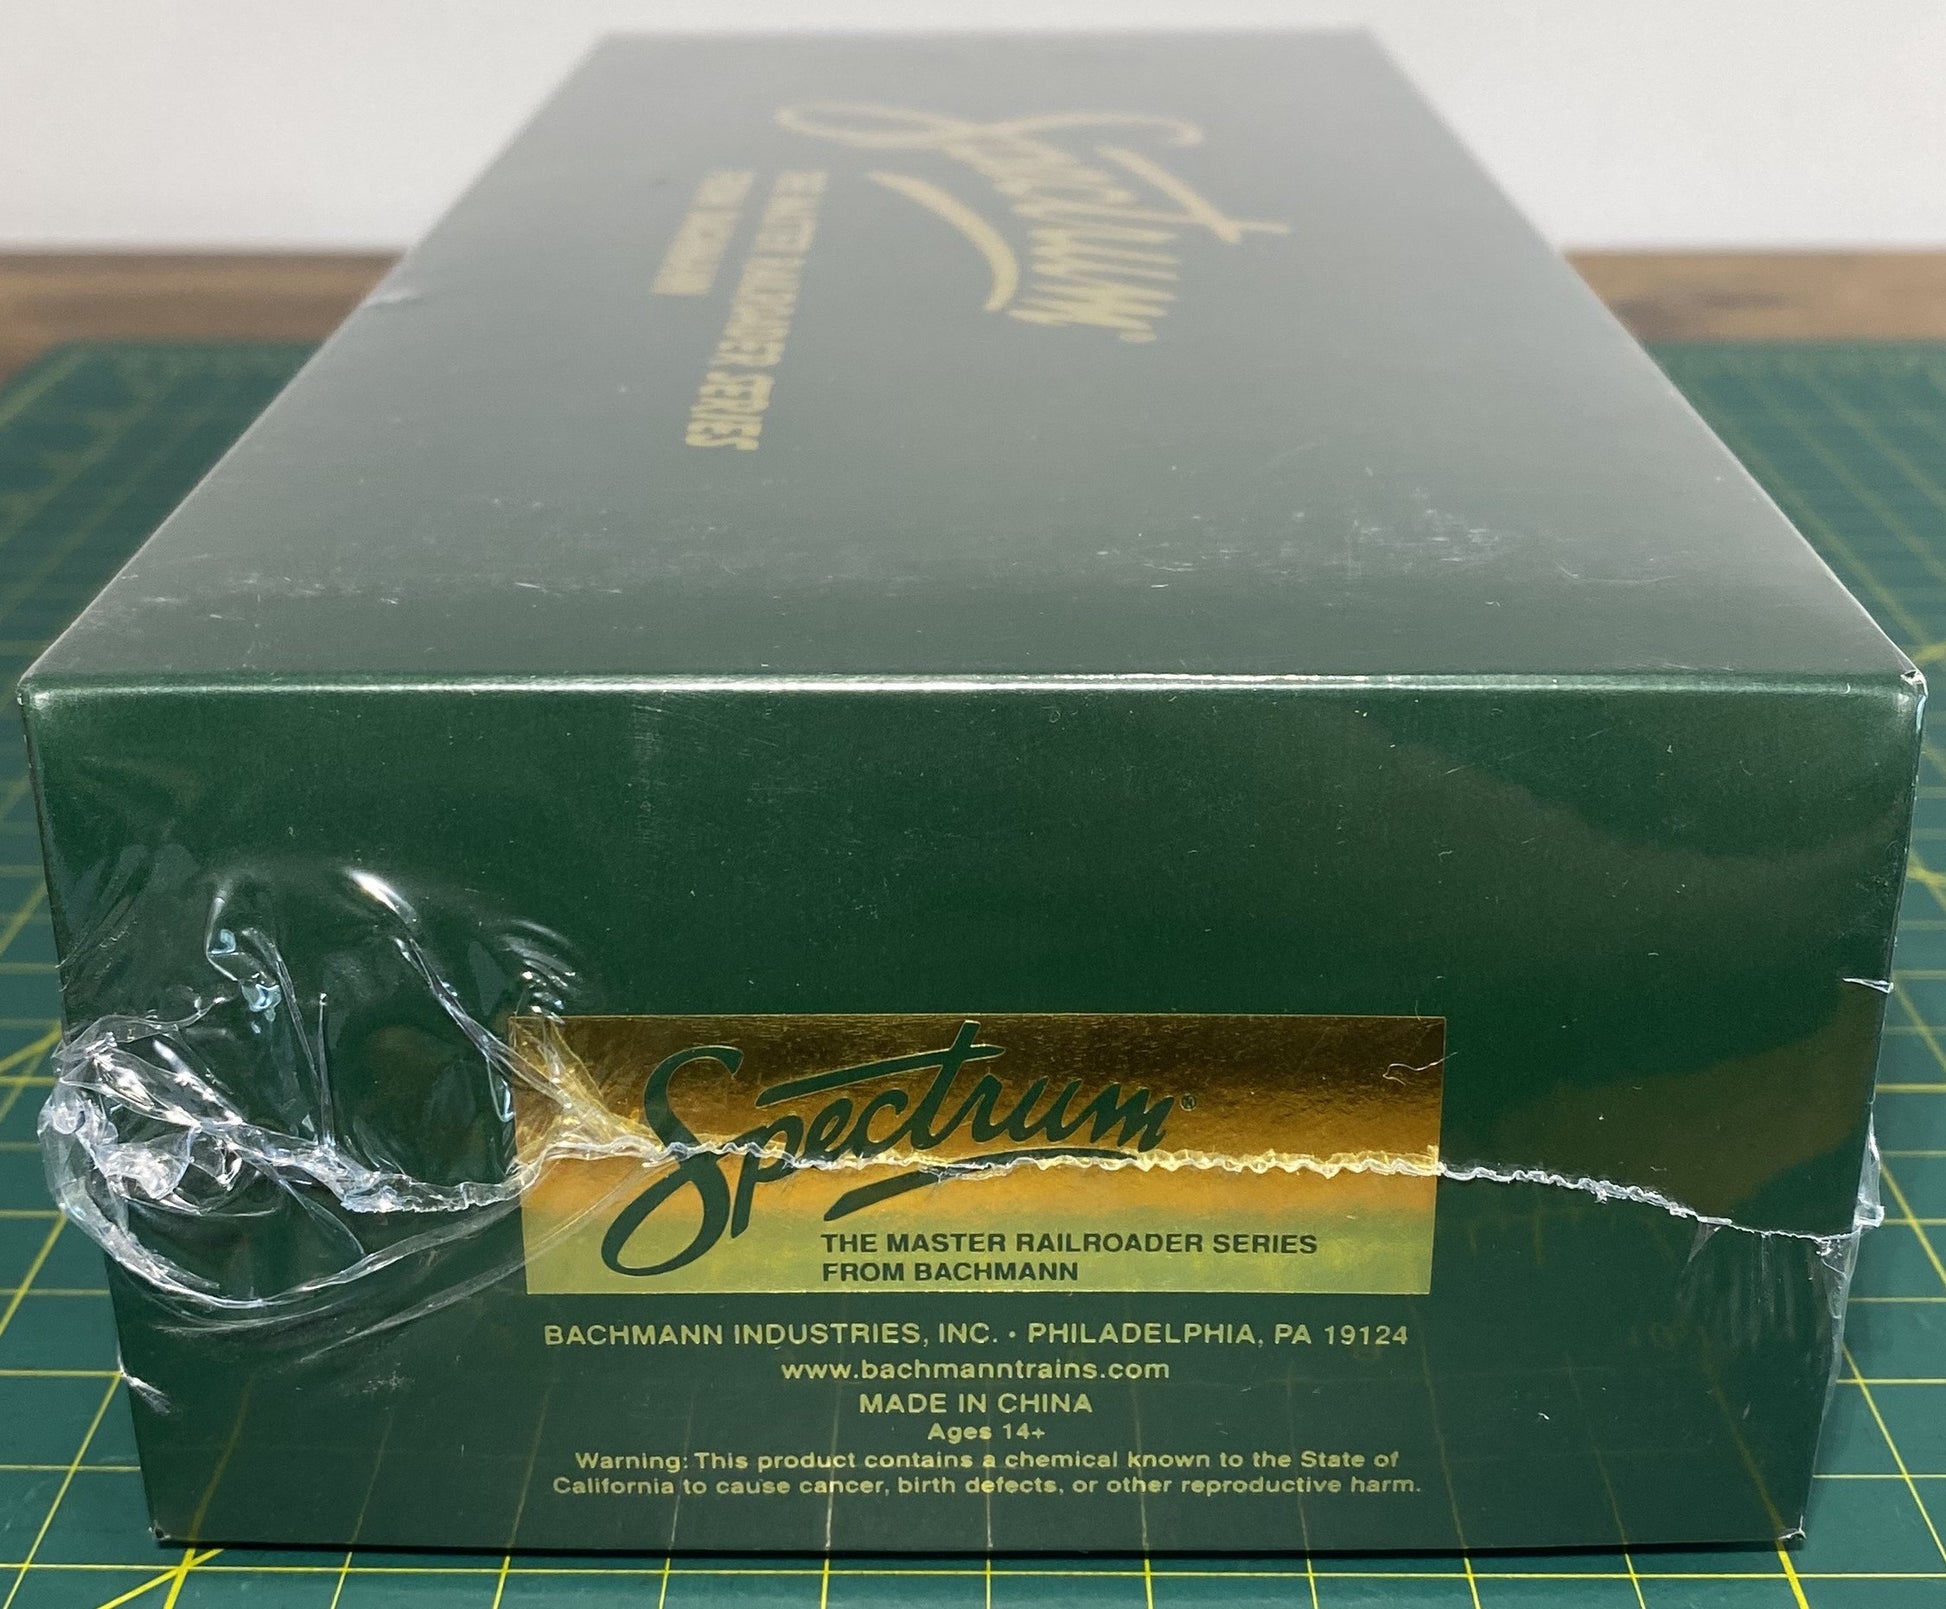 Spectrum®
THE MASTER RAILROADER SERIES
FROM BACHMANN
Spectrum®
THE MASTER RAILROADER SERIES
FROM BACHMANN
BACHMANN INDUSTRIES, INC. • PHILADELPHIA, PA 19124
www.bachmanntrains.com
MADE IN CHINA
Ages 14+
Warning: This product contains a chemical known to the State of
California to cause cancer, birth defects, or other reproductive harm.